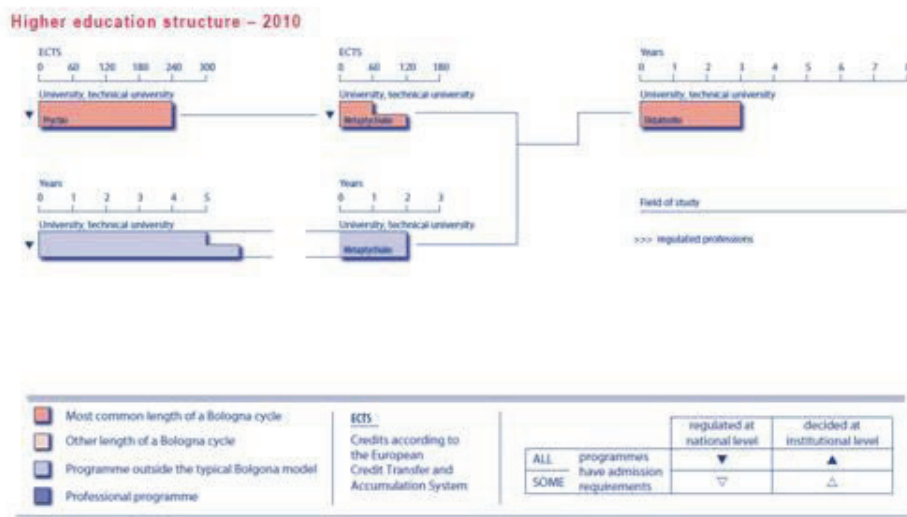 Higher education structure – 2010
ECTS
0 60 120 180 240 300
University, technical university
Ptychio
ECTS
0 60 120 180
University, technical university
Metaptychiako
Years
0 1 2 3 4 5 6 7 8
University, technical university
Didaktoriko
Years
0 1 2 3 4 5
University, technical university
Years
0 1 2 3
University, technical university
Metaptychiako
Field of study
>>> regulated professions
Most common length of a Bologna cycle
Other length of a Bologna cycle
Programme outside the typical Bolgona model
Professional programme
ECTS
Credits according to
the European
Credit Transfer and
Accumulation System
regulated at
national level
decided at
institutional level
ALL
SOME
programmes
have admission
requirements
▼ ▲
▽ △